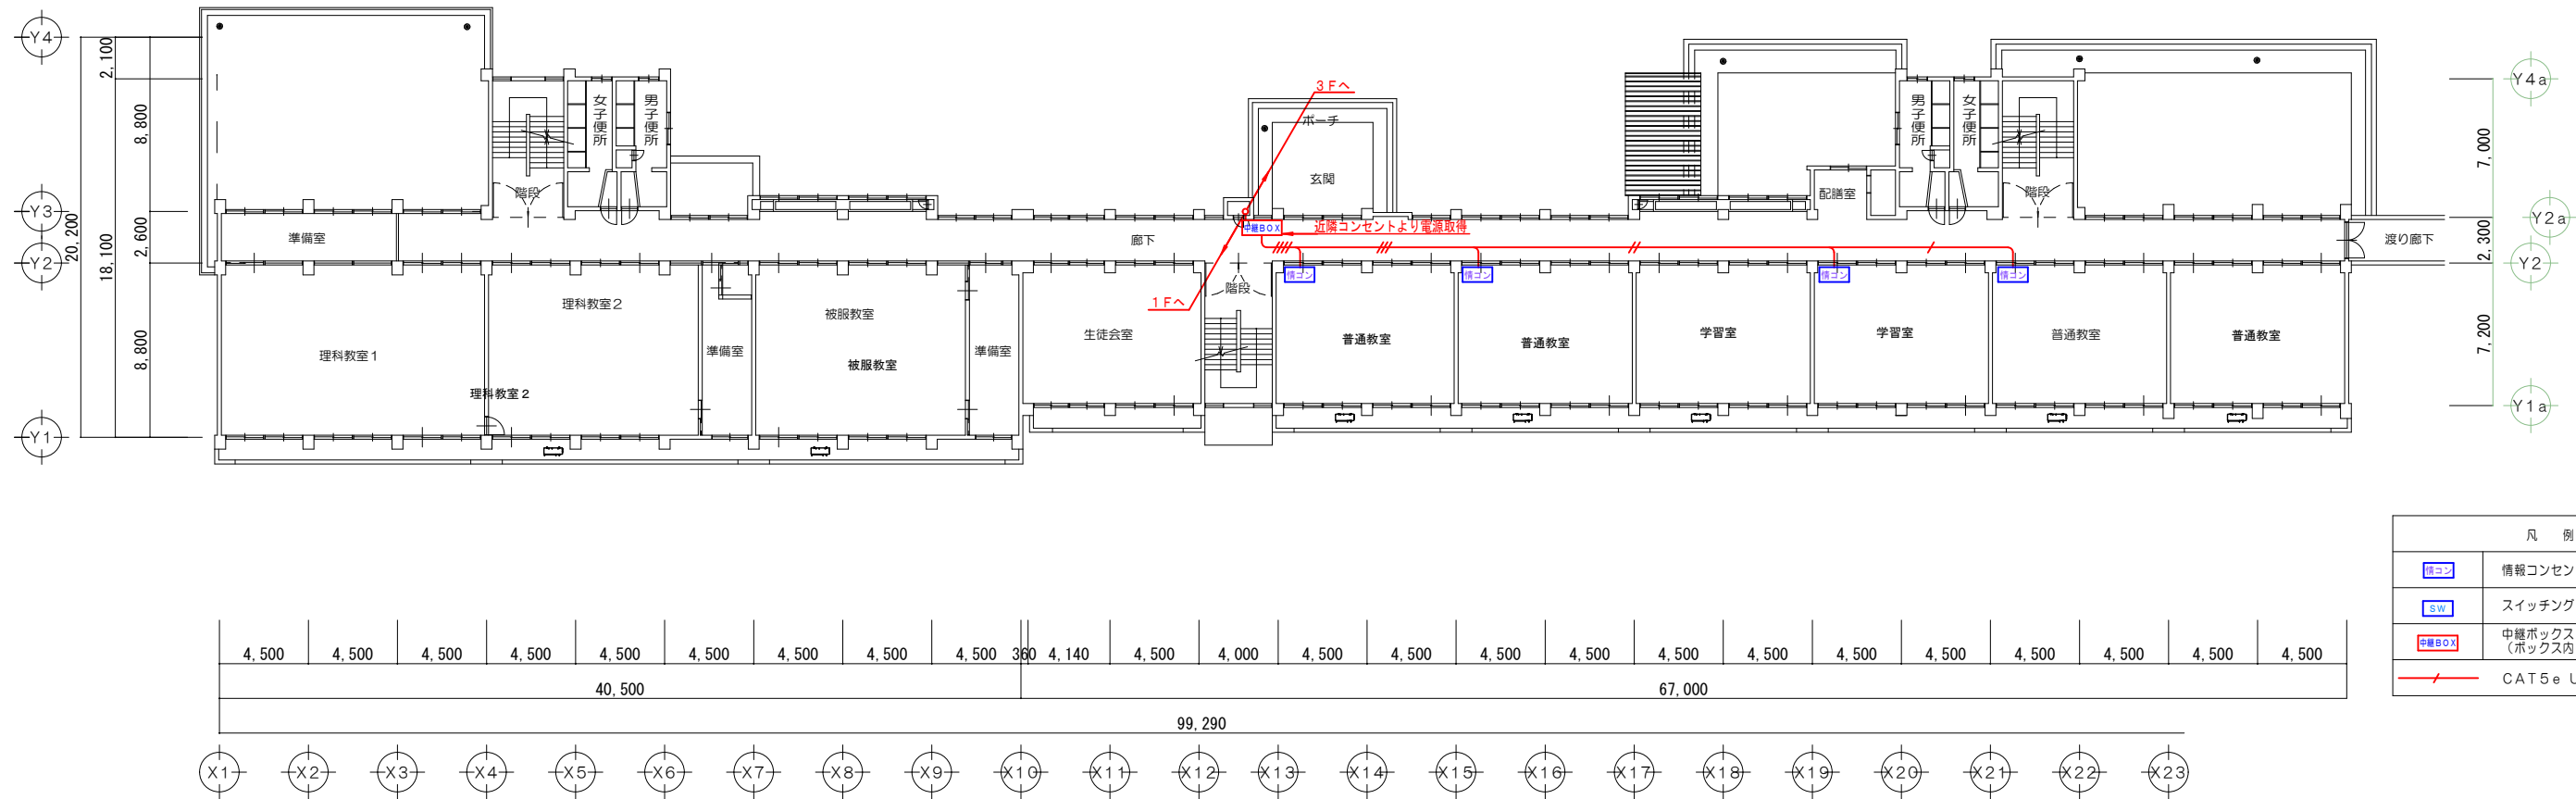 Y4
Y3
Y2
Y1
20,200
18,100
2,100
8,800
2,600
8,800
女子便所
男子便所
階段
準備室
廊下
3Fへ
ポーチ
玄関
中継BOX
近隣コンセントより電源取得
1Fへ
階段
配膳室
男子便所
女子便所
階段
渡り廊下
Y4a
Y2a
Y2
Y1a
7,000
2,300
7,200
情コン
情コン
情コン
情コン
理科教室1
理科教室2
理科教室2
準備室
被服教室
被服教室
準備室
生徒会室
普通教室
普通教室
学習室
学習室
普通教室
普通教室
凡 例
情コン 情報コンセン
SW スイッチング
中継BOX 中継ボックス
（ボックス内
CAT5e U
4,500 4,500 4,500 4,500 4,500 4,500 4,500 4,500 4,500 360 4,140 4,500 4,000 4,500 4,500 4,500 4,500 4,500 4,500 4,500 4,500 4,500 4,500 4,500 4,500
40,500 67,000
99,290
X1 X2 X3 X4 X5 X6 X7 X8 X9 X10 X11 X12 X13 X14 X15 X16 X17 X18 X19 X20 X21 X22 X23